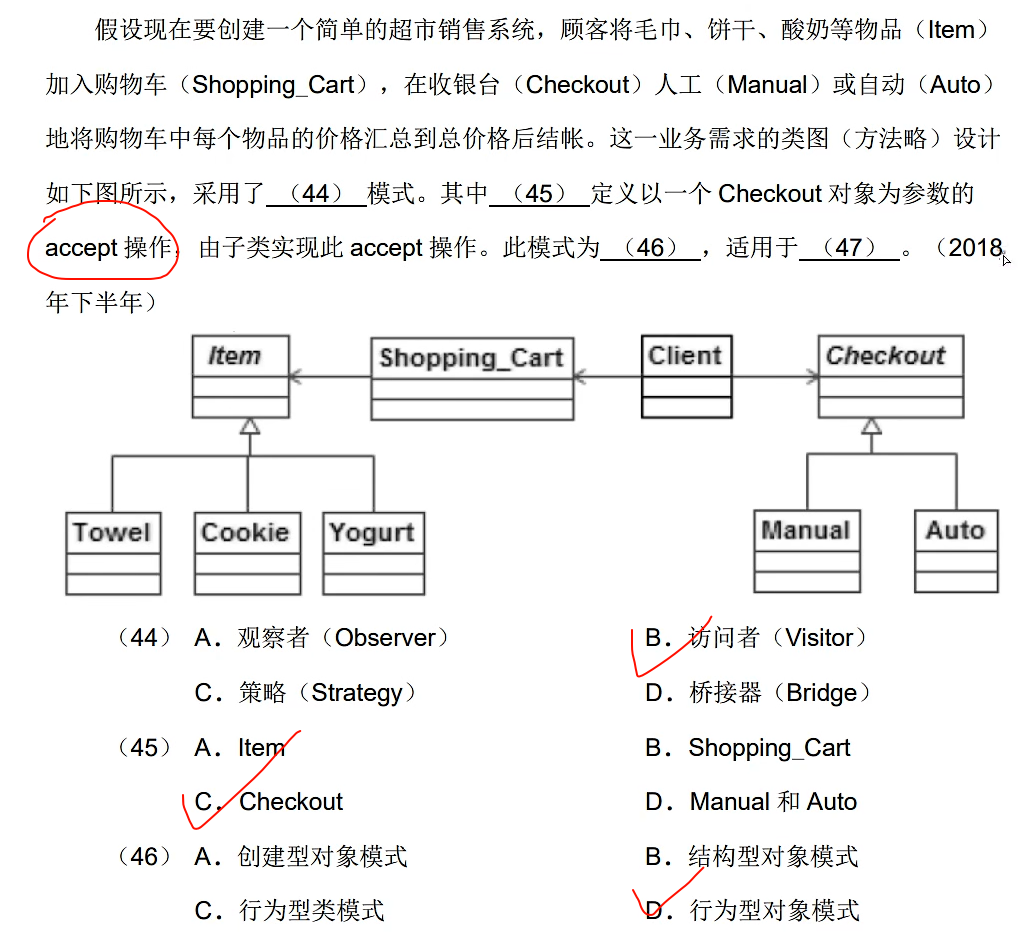 假设现在要创建一个简单的超市销售系统，顾客将毛巾、饼干、酸奶等物品（Item）
加入购物车（Shopping_Cart），在收银台（Checkout）人工（Manual）或自动（Auto）
地将购物车中每个物品的价格汇总到总价格后结帐。这一业务需求的类图（方法略）设计
如下图所示，采用了 （44） 模式。其中 （45） 定义以一个 Checkout 对象为参数的
accept 操作，由子类实现此 accept 操作。此模式为 （46） ，适用于 （47） 。（2018
年下半年）
Item Shopping_Cart Client Checkout
Towel Cookie Yogurt Manual Auto
（44） A．观察者（Observer） B．访问者（Visitor）
C．策略（Strategy） D．桥接器（Bridge）
（45） A．Item B．Shopping_Cart
C．Checkout D．Manual 和 Auto
（46） A．创建型对象模式 B．结构型对象模式
C．行为型类模式 D．行为型对象模式